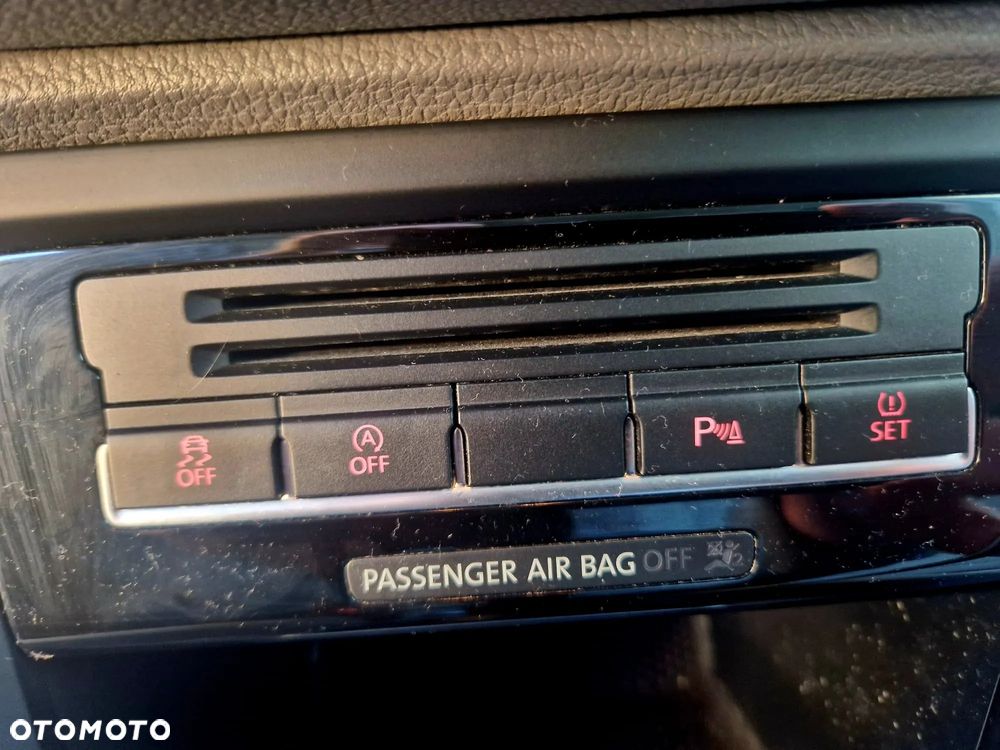 OFF
A
OFF
P
(!)
SET
PASSENGER AIR BAG OFF
OTOMOTO